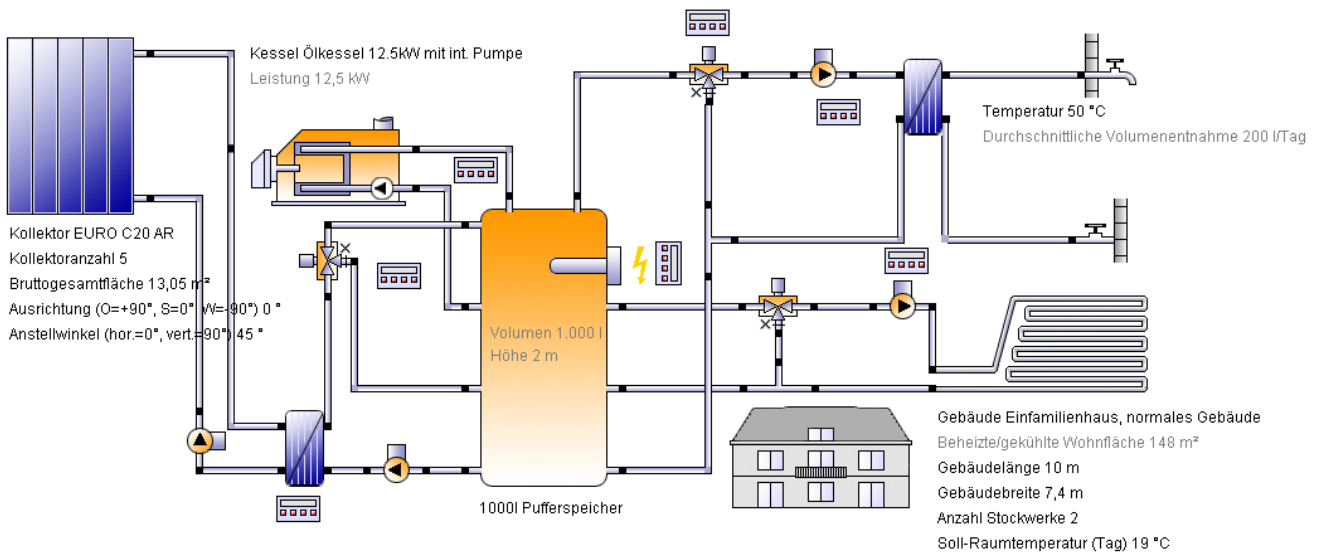 Kessel Ölkessel 12.5kW mit int. Pumpe
Leistung 12,5 kW
Temperatur 50 °C
Durchschnittliche Volumenentnahme 200 l/Tag
Kollektor EURO C20 AR
Kollektoranzahl 5
Bruttogesamtfläche 13,05 m²
Ausrichtung (O=+90°, S=0°, W=-90°) 0 °
Anstellwinkel (hor.=0°, vert.=90°) 45 °
Volumen 1.000 l
Höhe 2 m
1000l Pufferspeicher
Gebäude Einfamilienhaus, normales Gebäude
Beheizte/gekühlte Wohnfläche 148 m²
Gebäudelänge 10 m
Gebäudebreite 7,4 m
Anzahl Stockwerke 2
Soll-Raumtemperatur (Tag) 19 °C